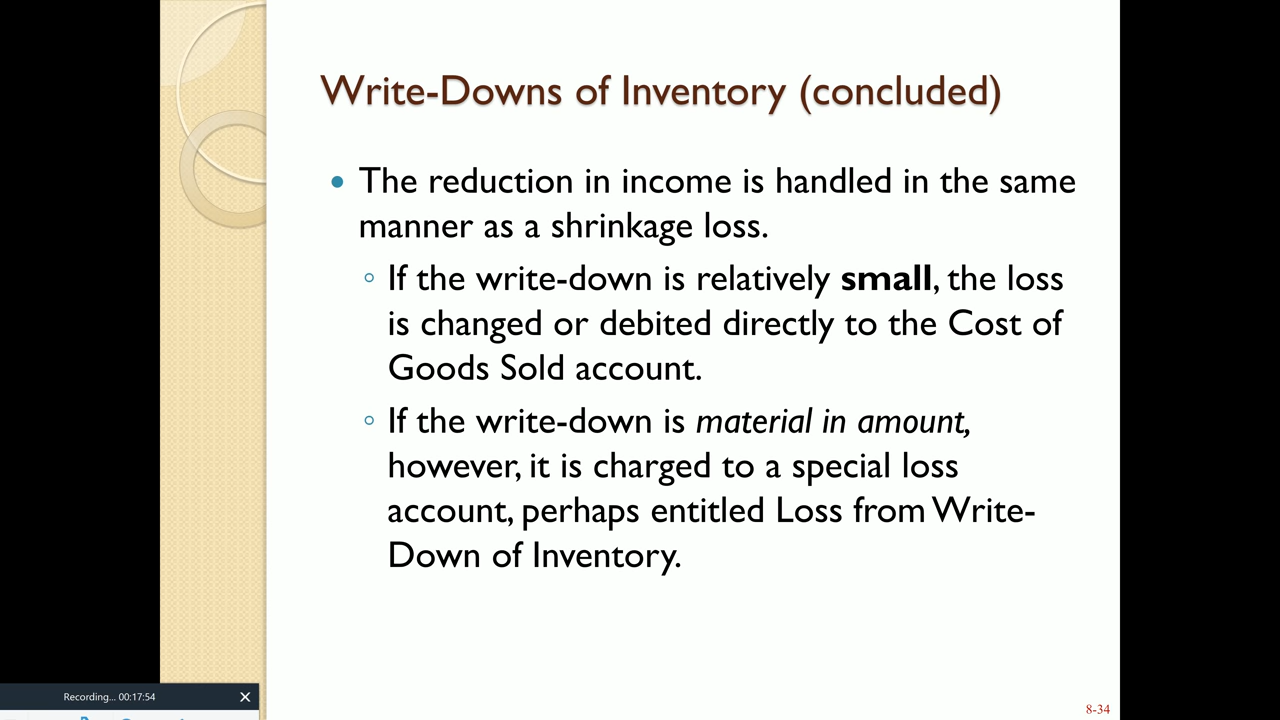 Write-Downs of Inventory (concluded)
The reduction in income is handled in the same
manner as a shrinkage loss.
If the write-down is relatively small, the loss
is changed or debited directly to the Cost of
Goods Sold account.
If the write-down is material in amount,
however, it is charged to a special loss
account, perhaps entitled Loss from Write-
Down of Inventory.
Recording... 00:17:54
8-34